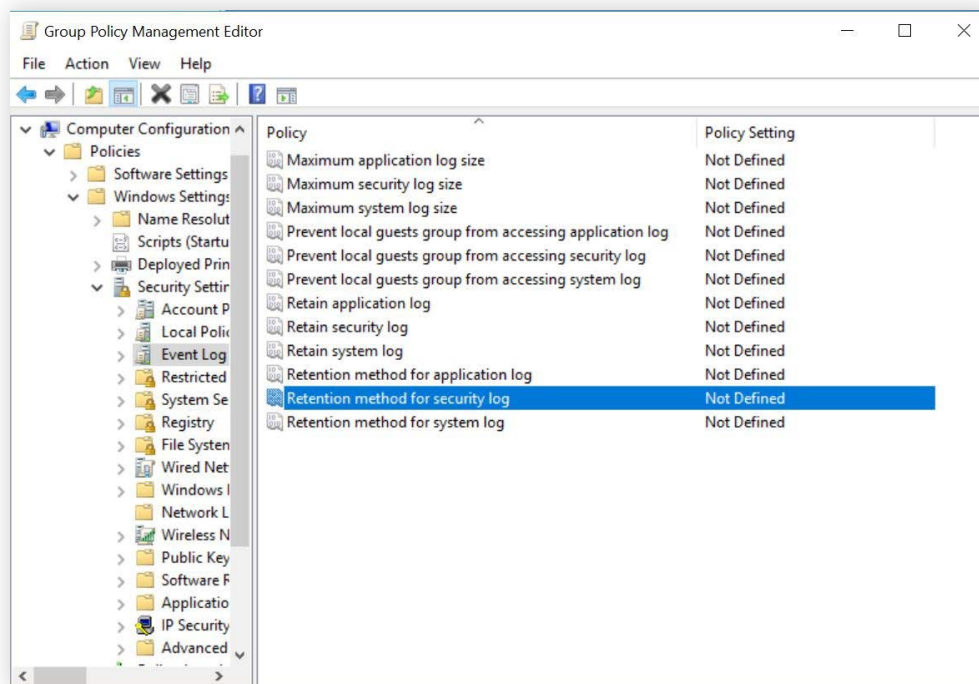 Group Policy Management Editor
File Action View Help
Computer Configuration
Policies
Software Settings
Windows Settings
Name Resolut
Scripts (Startu
Deployed Prin
Security Settin
Account P
Local Polic
Event Log
Restricted
System Se
Registry
File System
Wired Net
Windows
Network L
Wireless N
Public Key
Software R
Applicatio
IP Security
Advanced
Policy Policy Setting
Maximum application log size Not Defined
Maximum security log size Not Defined
Maximum system log size Not Defined
Prevent local guests group from accessing application log Not Defined
Prevent local guests group from accessing security log Not Defined
Prevent local guests group from accessing system log Not Defined
Retain application log Not Defined
Retain security log Not Defined
Retain system log Not Defined
Retention method for application log Not Defined
Retention method for security log Not Defined
Retention method for system log Not Defined